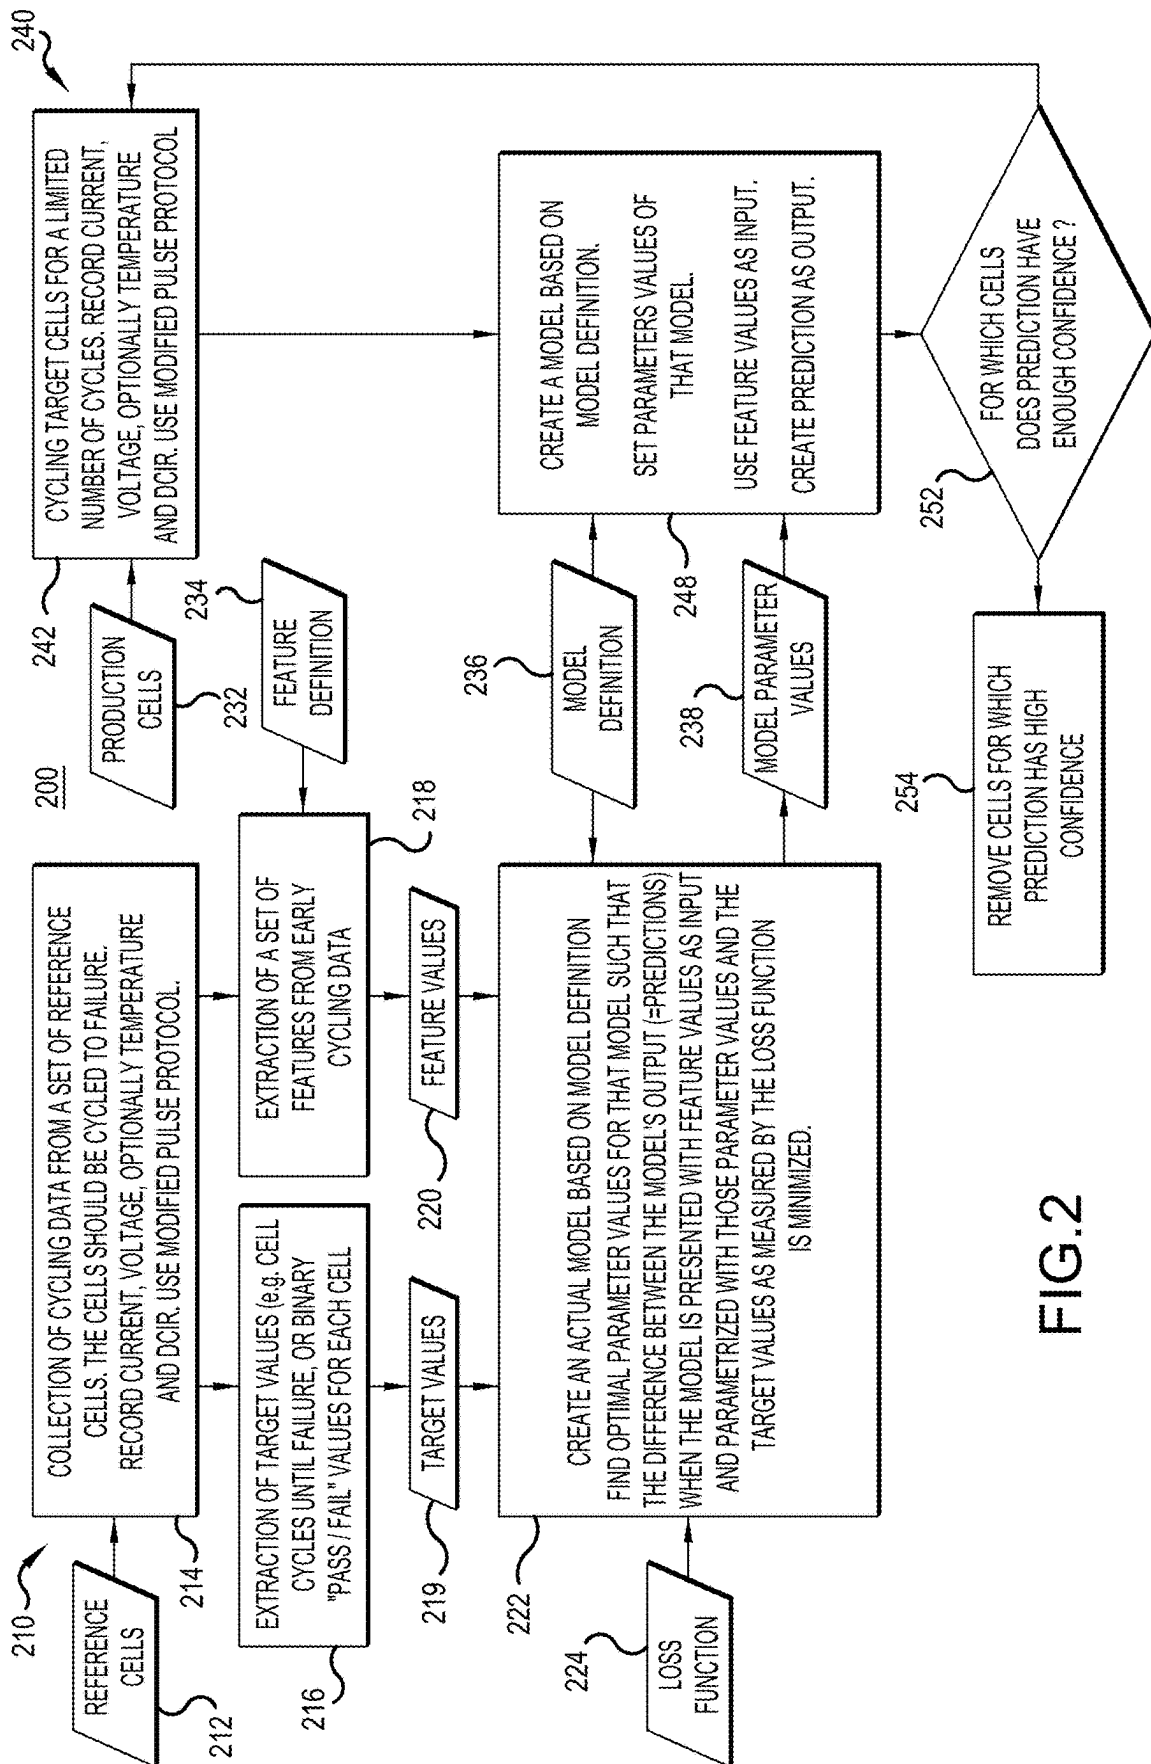 200
210
REFERENCE
CELLS
212
COLLECTION OF CYCLING DATA FROM A SET OF REFERENCE
CELLS. THE CELLS SHOULD BE CYCLED TO FAILURE.
RECORD CURRENT, VOLTAGE, OPTIONALLY TEMPERATURE
AND DCIR. USE MODIFIED PULSE PROTOCOL.
214
EXTRACTION OF TARGET VALUES (e.g. CELL
CYCLES UNTIL FAILURE, OR BINARY
"PASS / FAIL" VALUES FOR EACH CELL
216
EXTRACTION OF A SET OF
FEATURES FROM EARLY
CYCLING DATA
218
TARGET VALUES
219
FEATURE VALUES
220
CREATE AN ACTUAL MODEL BASED ON MODEL DEFINITION
FIND OPTIMAL PARAMETER VALUES FOR THAT MODEL SUCH THAT
THE DIFFERENCE BETWEEN THE MODEL'S OUTPUT (=PREDICTIONS)
WHEN THE MODEL IS PRESENTED WITH FEATURE VALUES AS INPUT
AND PARAMETRIZED WITH THOSE PARAMETER VALUES AND THE
TARGET VALUES AS MEASURED BY THE LOSS FUNCTION
IS MINIMIZED.
222
224
LOSS
FUNCTION
PRODUCTION
CELLS
232
234
FEATURE
DEFINITION
236
MODEL
DEFINITION
238
MODEL PARAMETER
VALUES
240
242
CYCLING TARGET CELLS FOR A LIMITED
NUMBER OF CYCLES. RECORD CURRENT,
VOLTAGE, OPTIONALLY TEMPERATURE
AND DCIR. USE MODIFIED PULSE PROTOCOL
CREATE A MODEL BASED ON
MODEL DEFINITION.
SET PARAMETERS VALUES OF
THAT MODEL.
USE FEATURE VALUES AS INPUT.
CREATE PREDICTION AS OUTPUT.
248
252
FOR WHICH CELLS
DOES PREDICTION HAVE
ENOUGH CONFIDENCE ?
254
REMOVE CELLS FOR WHICH
PREDICTION HAS HIGH
CONFIDENCE
FIG.2